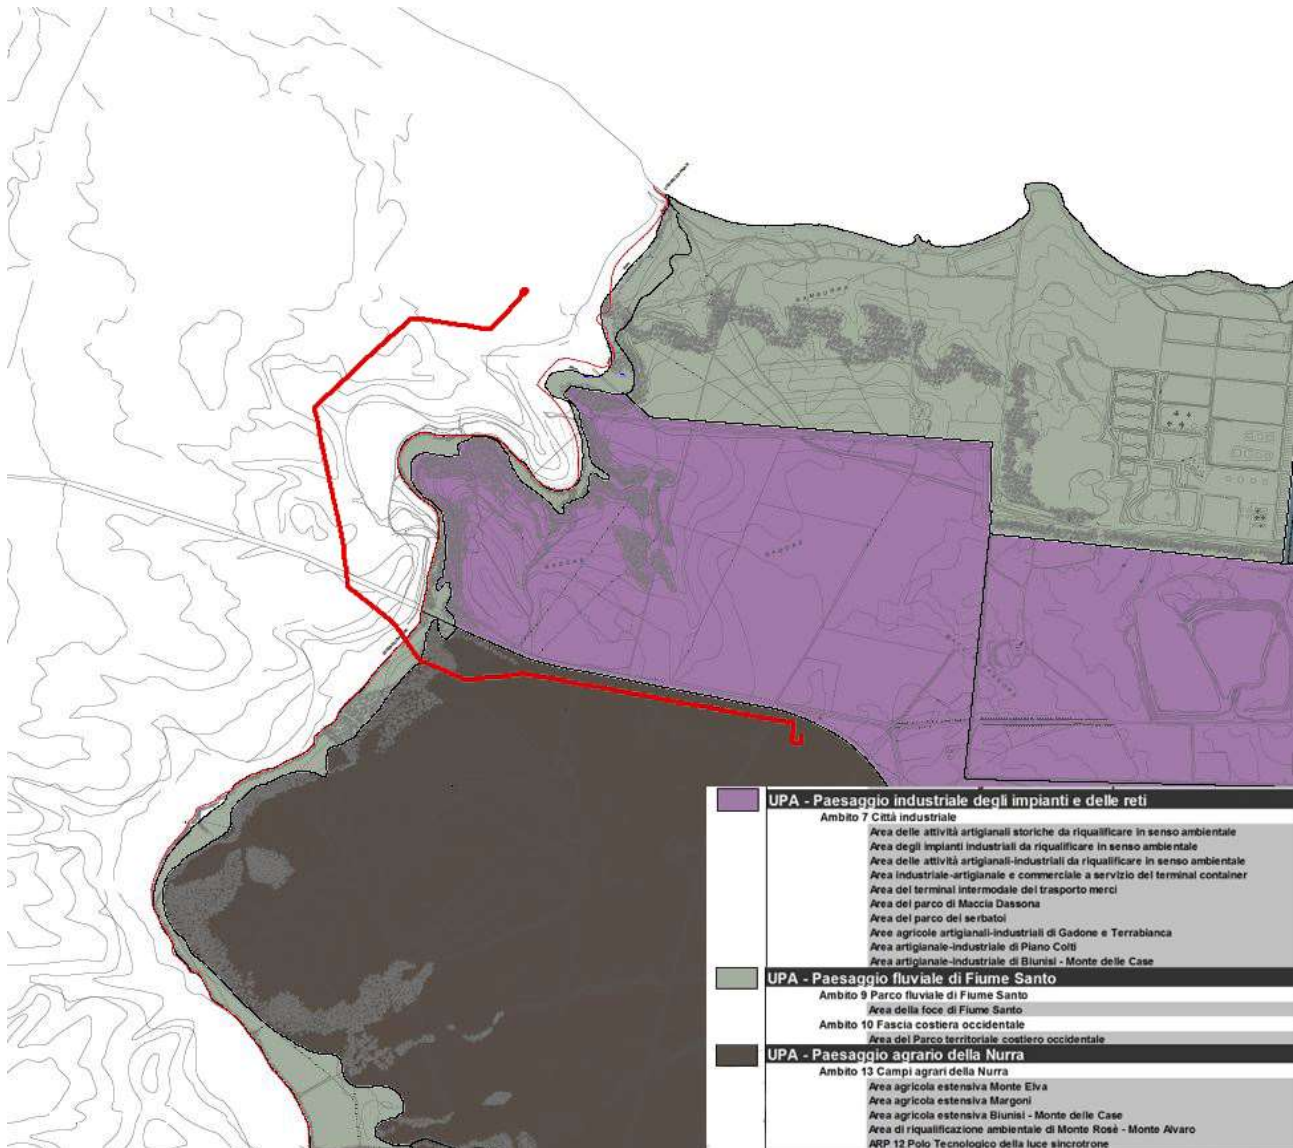 UPA - Paesaggio industriale degli impianti e delle reti
Ambito 7 Città industriale
Area delle attività artigianali storiche da riqualificare in senso ambientale
Area degli impianti industriali da riqualificare in senso ambientale
Area delle attività artigianali-industriali da riqualificare in senso ambientale
Area industriale-artigianale e commerciale a servizio del terminal container
Area del terminal intermodale del trasporto merci
Area del parco di Maccia Dassona
Area del parco dei serbatoi
Aree agricole artigianali-industriali di Gadone e Terrabianca
Area artigianale-industriale di Piano Colti
Area artigianale-industriale di Biunisi - Monte delle Case
UPA - Paesaggio fluviale di Fiume Santo
Ambito 9 Parco fluviale di Fiume Santo
Area della foce di Fiume Santo
Ambito 10 Fascia costiera occidentale
Area del Parco territoriale costiero occidentale
UPA - Paesaggio agrario della Nurra
Ambito 13 Campi agrari della Nurra
Area agricola estensiva Monte Elva
Area agricola estensiva Margoni
Area agricola estensiva Biunisi - Monte delle Case
Area di riqualificazione ambientale di Monte Rosè - Monte Alvaro
ARP 12 Polo Tecnologico della luce sincrotrone